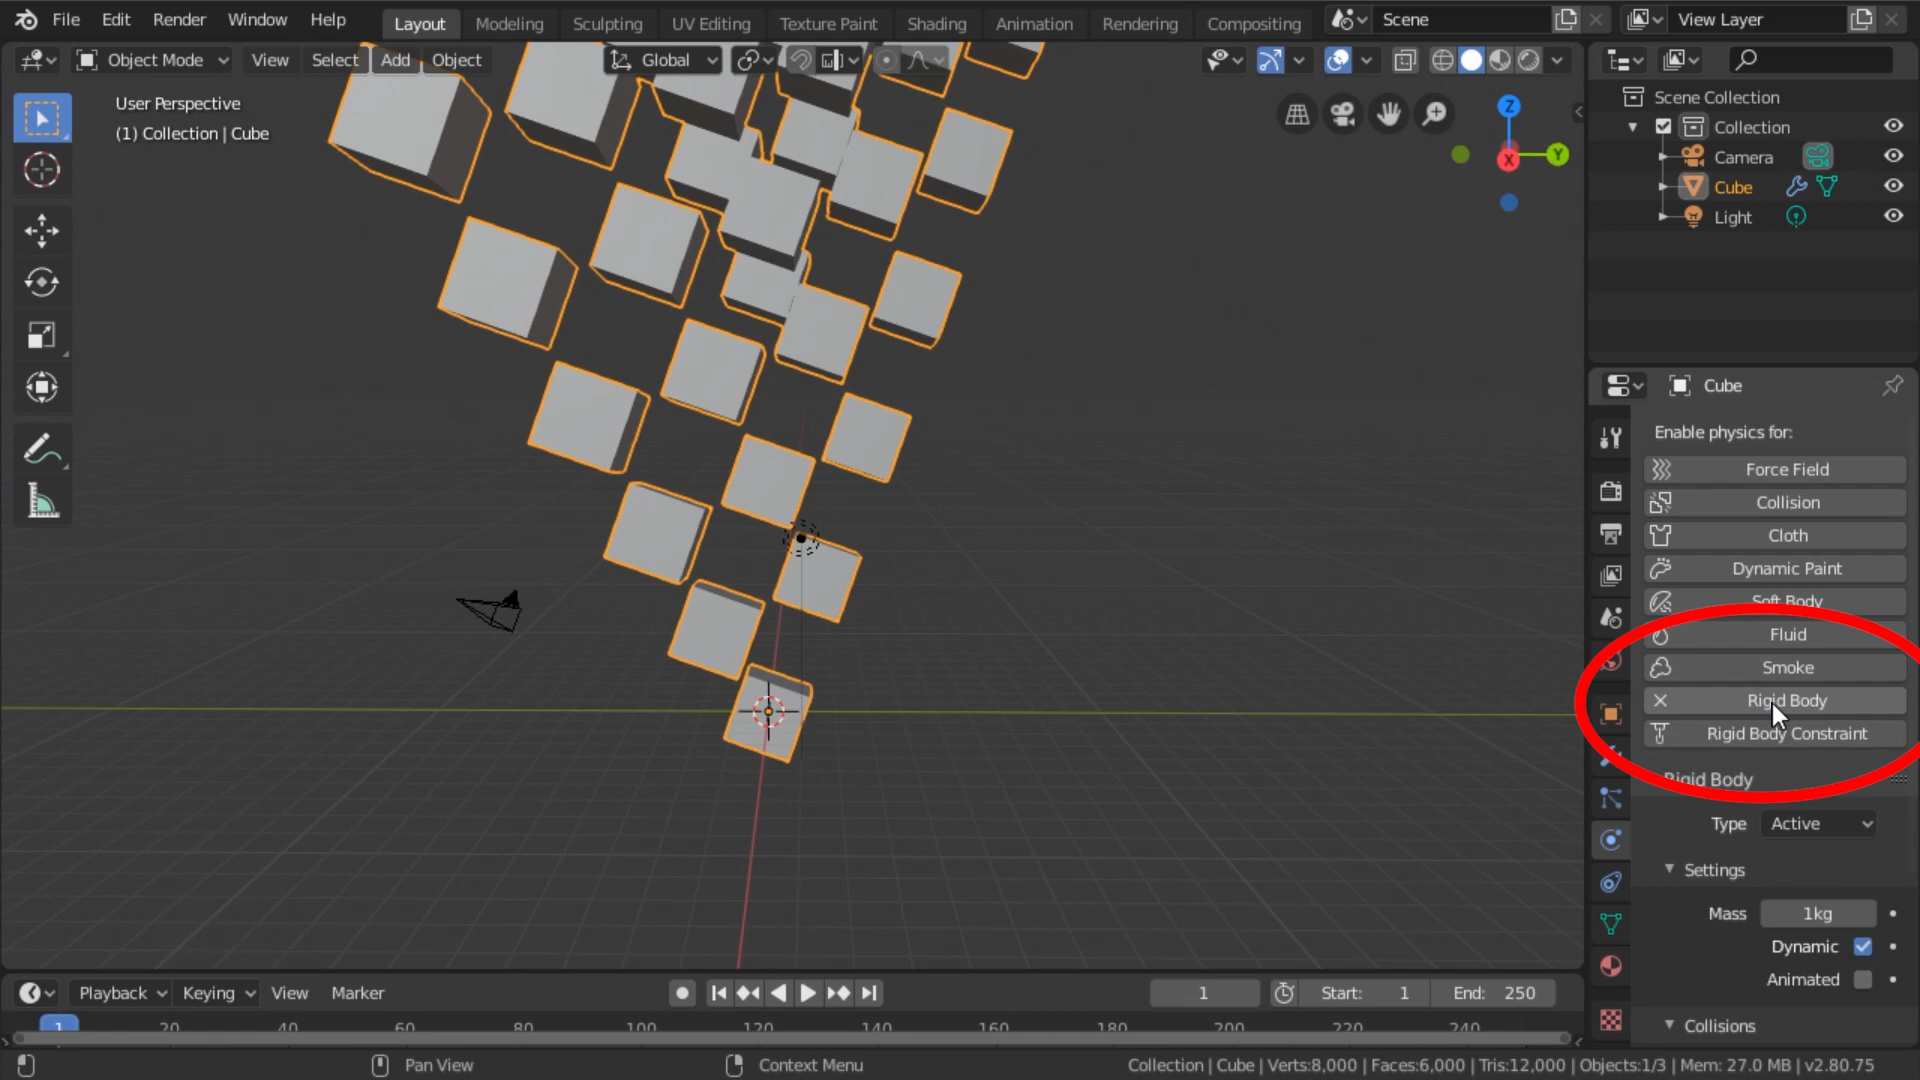 File Edit Render Window Help Layout Modeling Sculpting UV Editing Texture Paint Shading Animation Rendering Compositing Scene View Layer
Object Mode View Select Add Object Global
User Perspective
(1) Collection | Cube
Z
X
Y
Scene Collection
Collection
Camera
Cube
Light
Cube
Enable physics for:
Force Field
Collision
Cloth
Dynamic Paint
Soft Body
Fluid
Smoke
Rigid Body
Rigid Body Constraint
Rigid Body
Type Active
Settings
Mass 1kg
Dynamic
Animated
Collisions
Playback Keying View Marker 1 Start: 1 End: 250
1 20 40 60 80 100 120 140 160 180 200 220 240
Pan View Context Menu Collection | Cube | Verts:8,000 | Faces:6,000 | Tris:12,000 | Objects:1/3 | Mem: 27.0 MB | v2.80.75